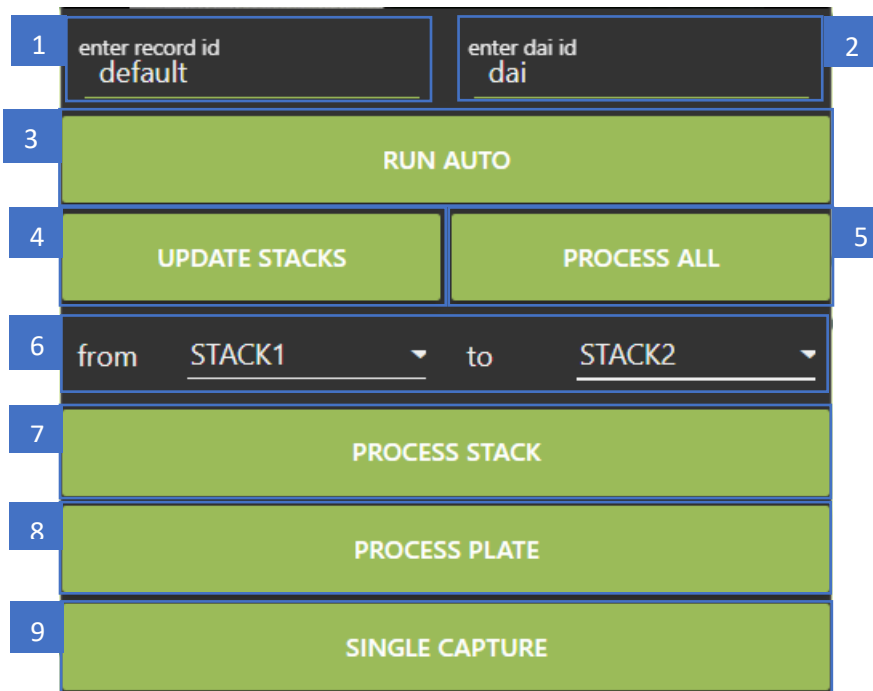 1 enter record id enter dai id 2
default dai
3 RUN AUTO
4 UPDATE STACKS PROCESS ALL 5
6 from STACK1 to STACK2
7 PROCESS STACK
8 PROCESS PLATE
9 SINGLE CAPTURE